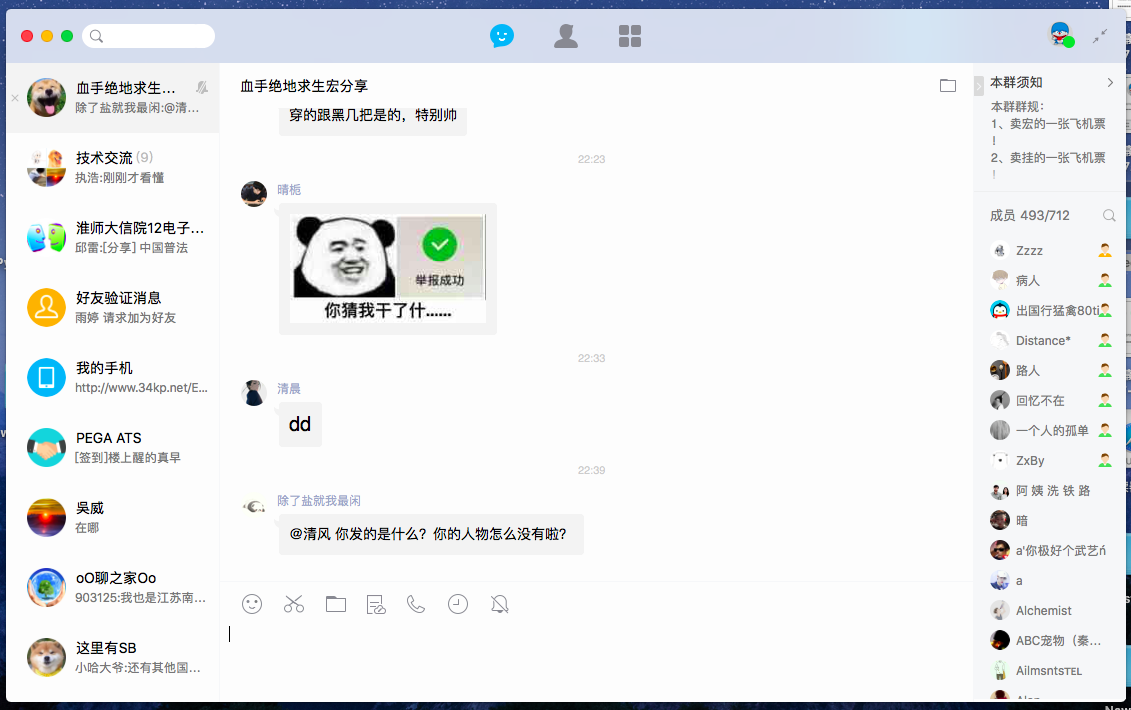 血手绝地求生...
除了盐就我最闲:@清...
技术交流 (9)
执浩:刚刚才看懂
淮师大信院12电子...
邱雷:[分享] 中国普法
好友验证消息
雨婷 请求加为好友
我的手机
http://www.34kp.net/E...
PEGA ATS
[签到]楼上醒的真早
吳威
在哪
oO聊之家Oo
903125:我也是江苏南...
这里有SB
小哈大爷:还有其他国...
血手绝地求生宏分享
穿的跟黑几把是的，特别帅
22:23
晴栀
举报成功
你猜我干了什......
22:33
清晨
dd
22:39
除了盐就我最闲
@清风 你发的是什么？你的人物怎么没有啦?
本群须知
本群群规：
1、卖宏的一张飞机票
！
2、卖挂的一张飞机票
！
成员 493/712
Zzzz
病人
出国行猛禽80ti
Distance*
路人
回忆不在
一个人的孤单
ZxBy
阿 姨 洗 铁 路
暗
a'你极好个武艺ń
a
Alchemist
ABC宠物（秦...
AilmsntsTEL